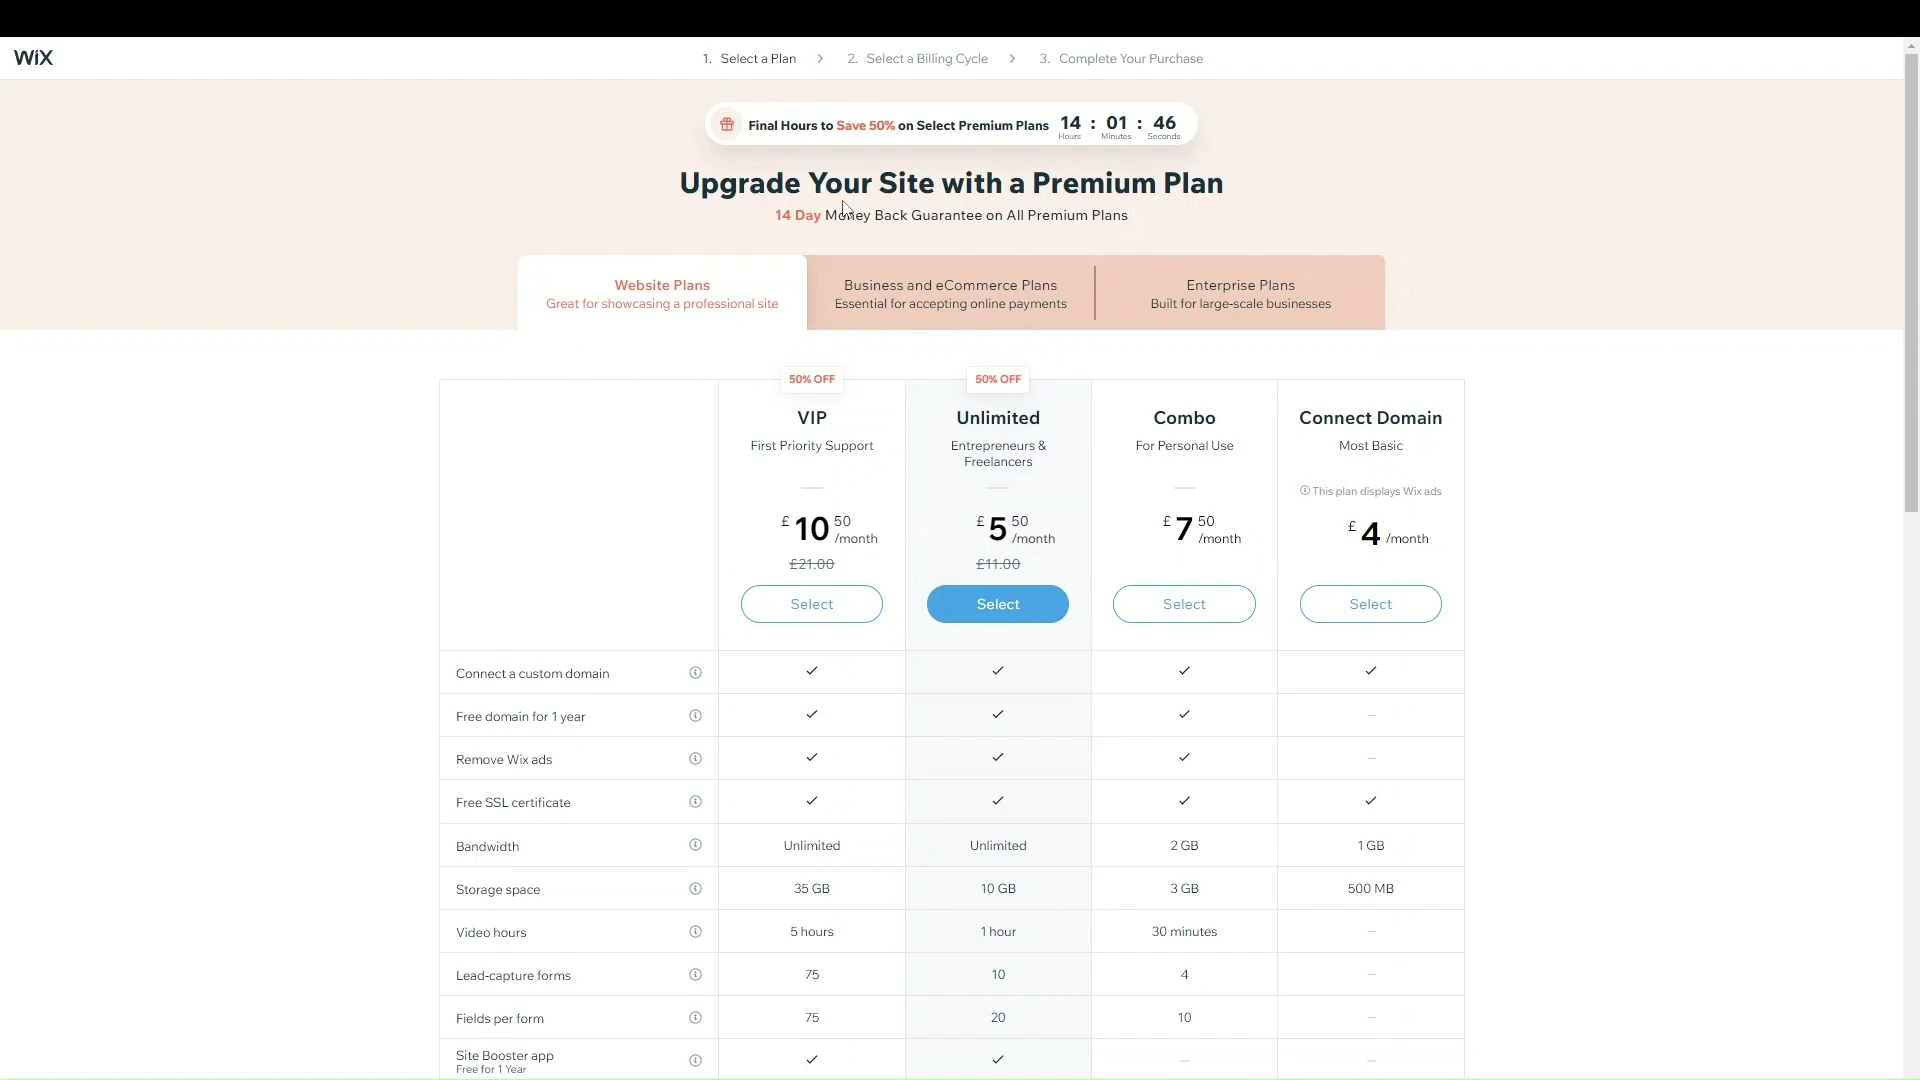 WiX
1. Select a Plan > 2. Select a Billing Cycle > 3. Complete Your Purchase
Final Hours to Save 50% on Select Premium Plans 14 : 01 : 46
Hours Minutes Seconds
Upgrade Your Site with a Premium Plan
14 Day Money Back Guarantee on All Premium Plans
Website Plans
Great for showcasing a professional site
Business and eCommerce Plans
Essential for accepting online payments
Enterprise Plans
Built for large-scale businesses
50% OFF
VIP
First Priority Support
£ 10 50 /month
£21.00
Select
50% OFF
Unlimited
Entrepreneurs &
Freelancers
£ 5 50 /month
£11.00
Select
Combo
For Personal Use
£ 7 50 /month
Select
Connect Domain
Most Basic
This plan displays Wix ads
£ 4 /month
Select
Connect a custom domain ✓ ✓ ✓ ✓
Free domain for 1 year ✓ ✓ ✓ –
Remove Wix ads ✓ ✓ ✓ –
Free SSL certificate ✓ ✓ ✓ ✓
Bandwidth Unlimited Unlimited 2 GB 1 GB
Storage space 35 GB 10 GB 3 GB 500 MB
Video hours 5 hours 1 hour 30 minutes –
Lead-capture forms 75 10 4 –
Fields per form 75 20 10 –
Site Booster app ✓ ✓ – –
Free for 1 Year